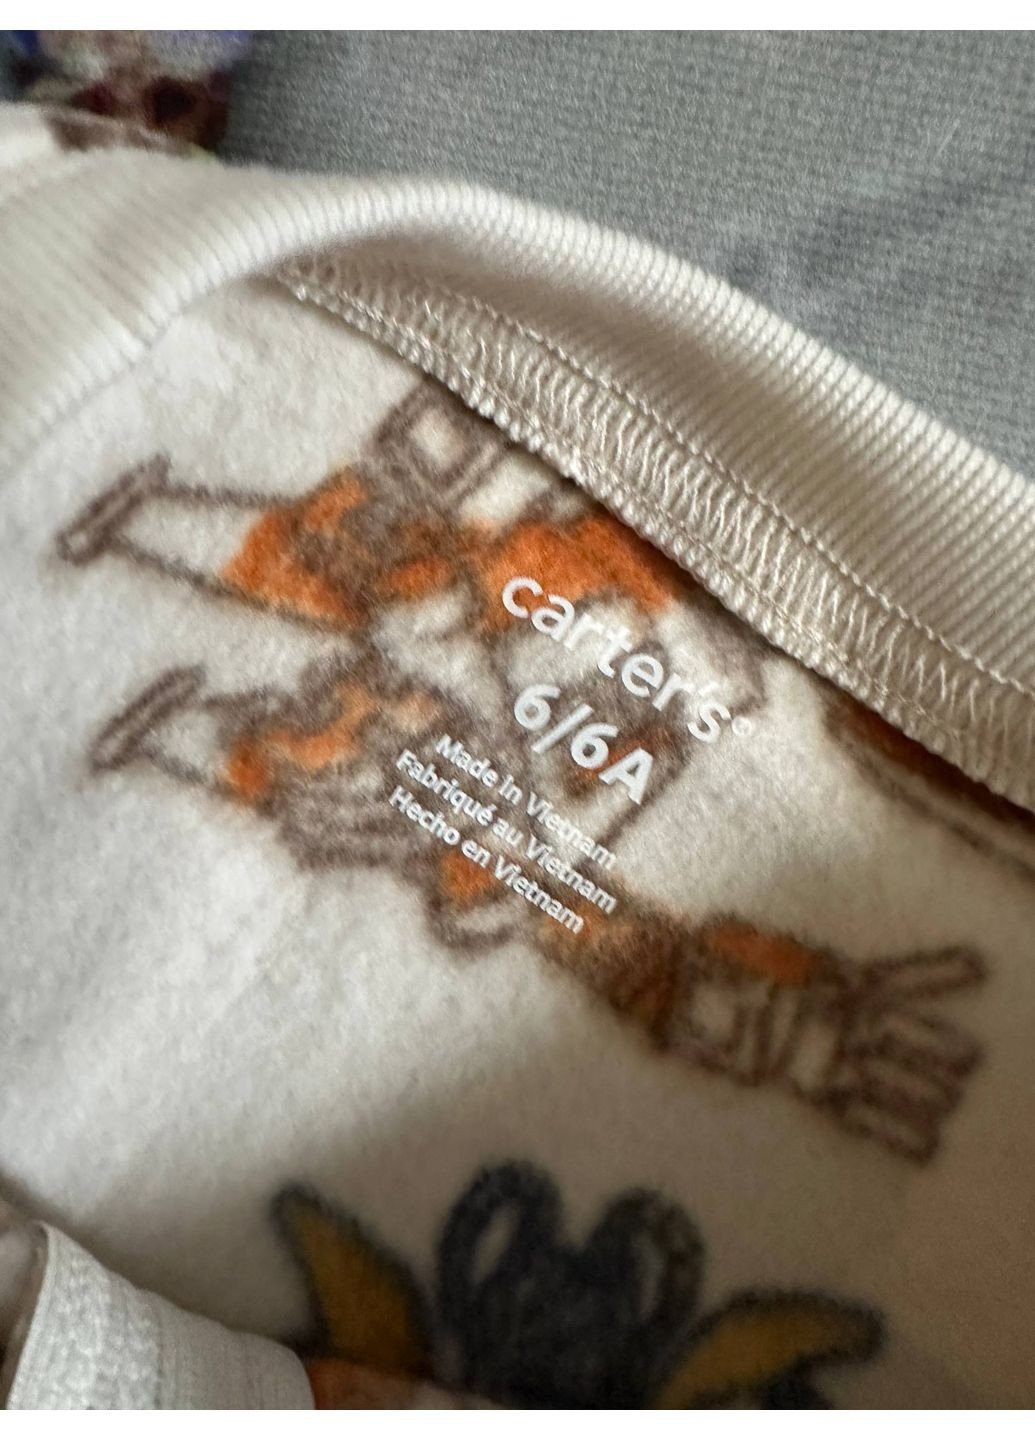 carter's®
6/6A
Made in Vietnam
Fabriqué au Vietnam
Hecho en Vietnam